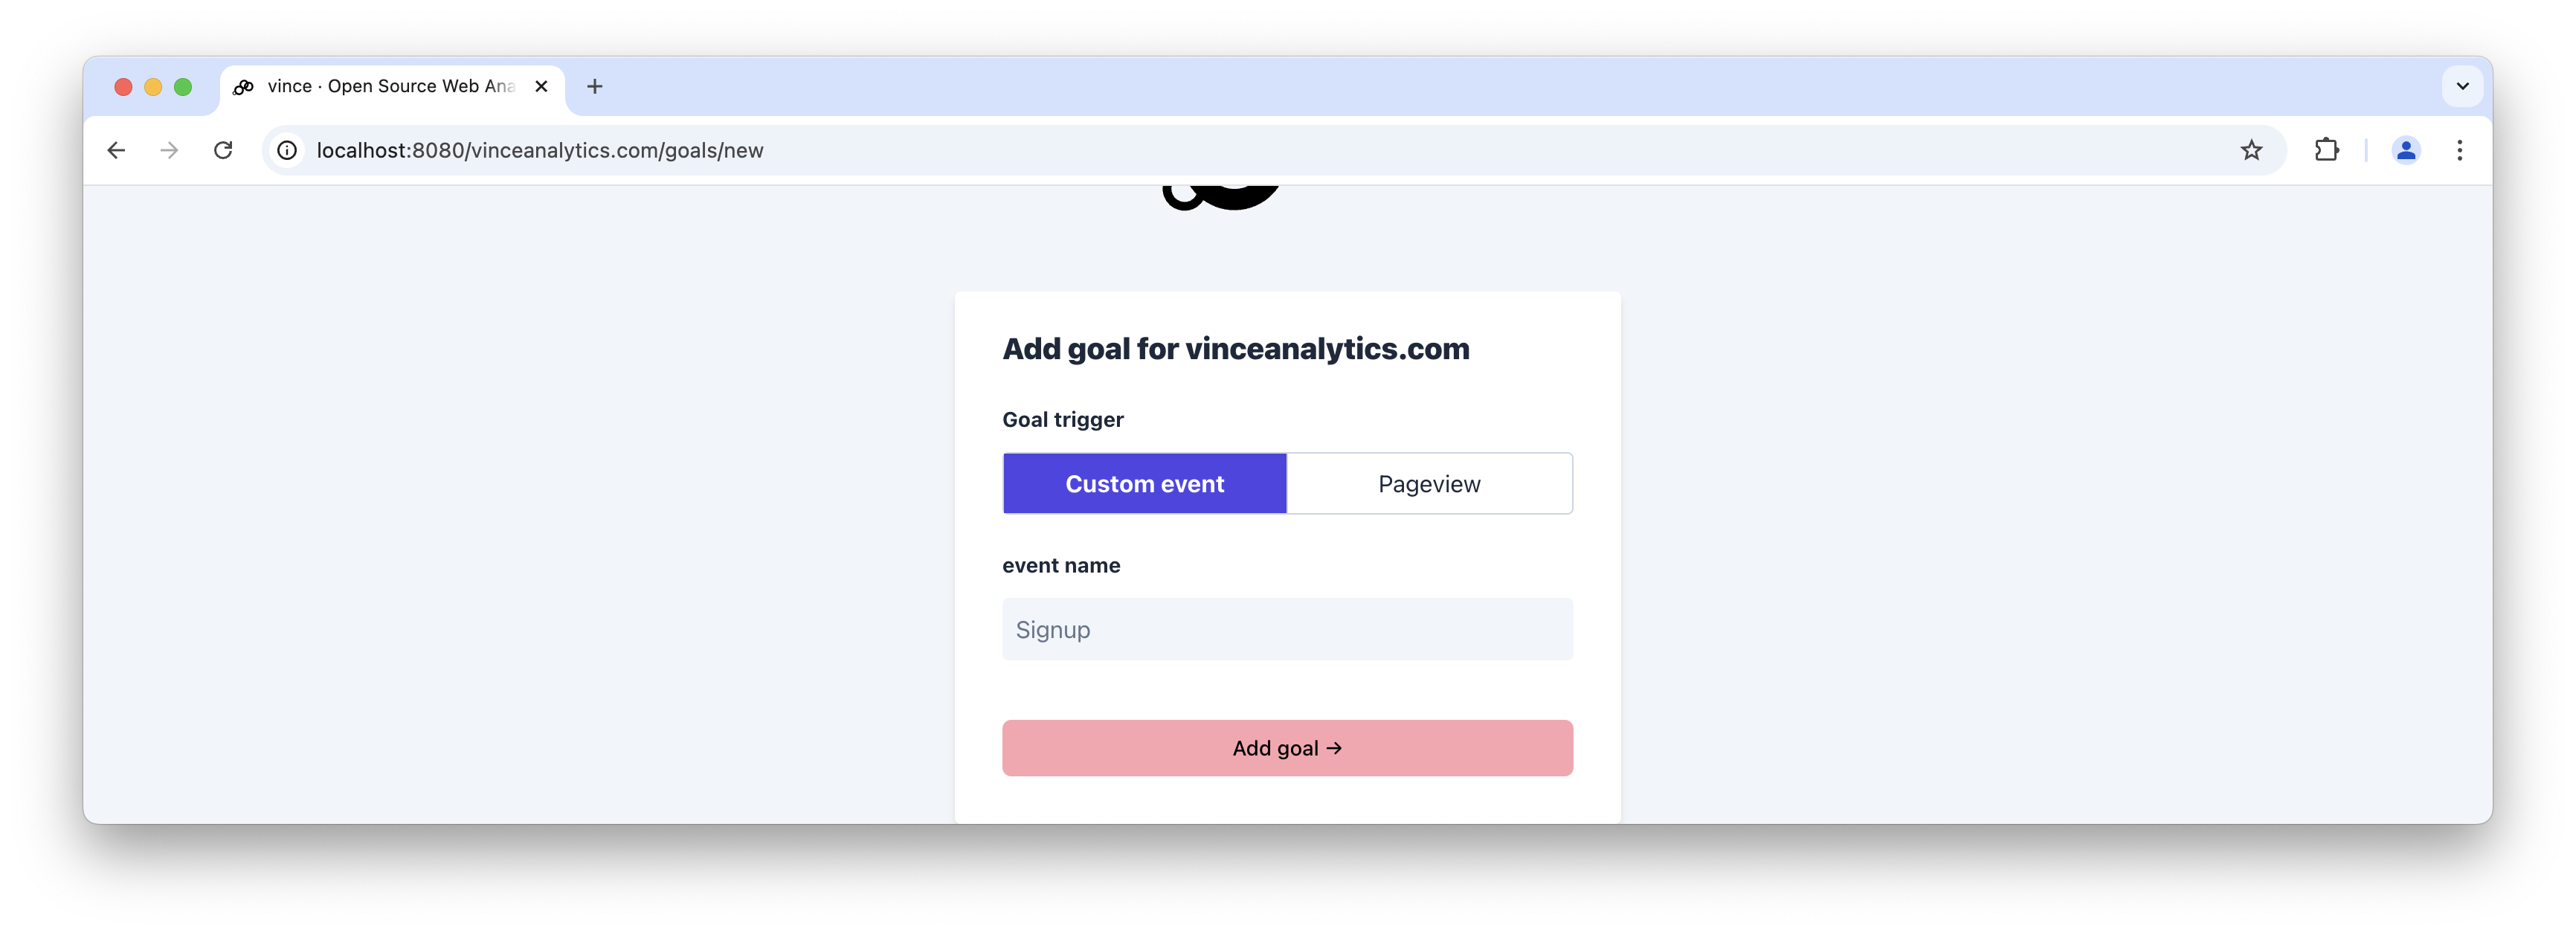 vince · Open Source Web Ana
localhost:8080/vinceanalytics.com/goals/new
Add goal for vinceanalytics.com
Goal trigger
Custom event
Pageview
event name
Signup
Add goal →